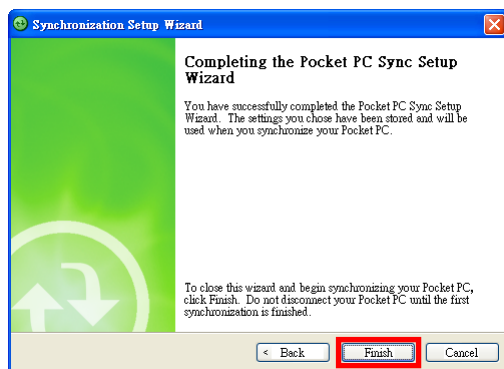 Synchronization Setup Wizard
Completing the Pocket PC Sync Setup
Wizard
You have successfully completed the Pocket PC Sync Setup
Wizard. The settings you chose have been stored and will be
used when you synchronize your Pocket PC.
To close this wizard and begin synchronizing your Pocket PC,
click Finish. Do not disconnect your Pocket PC until the first
synchronization is finished.
< Back
Finish
Cancel